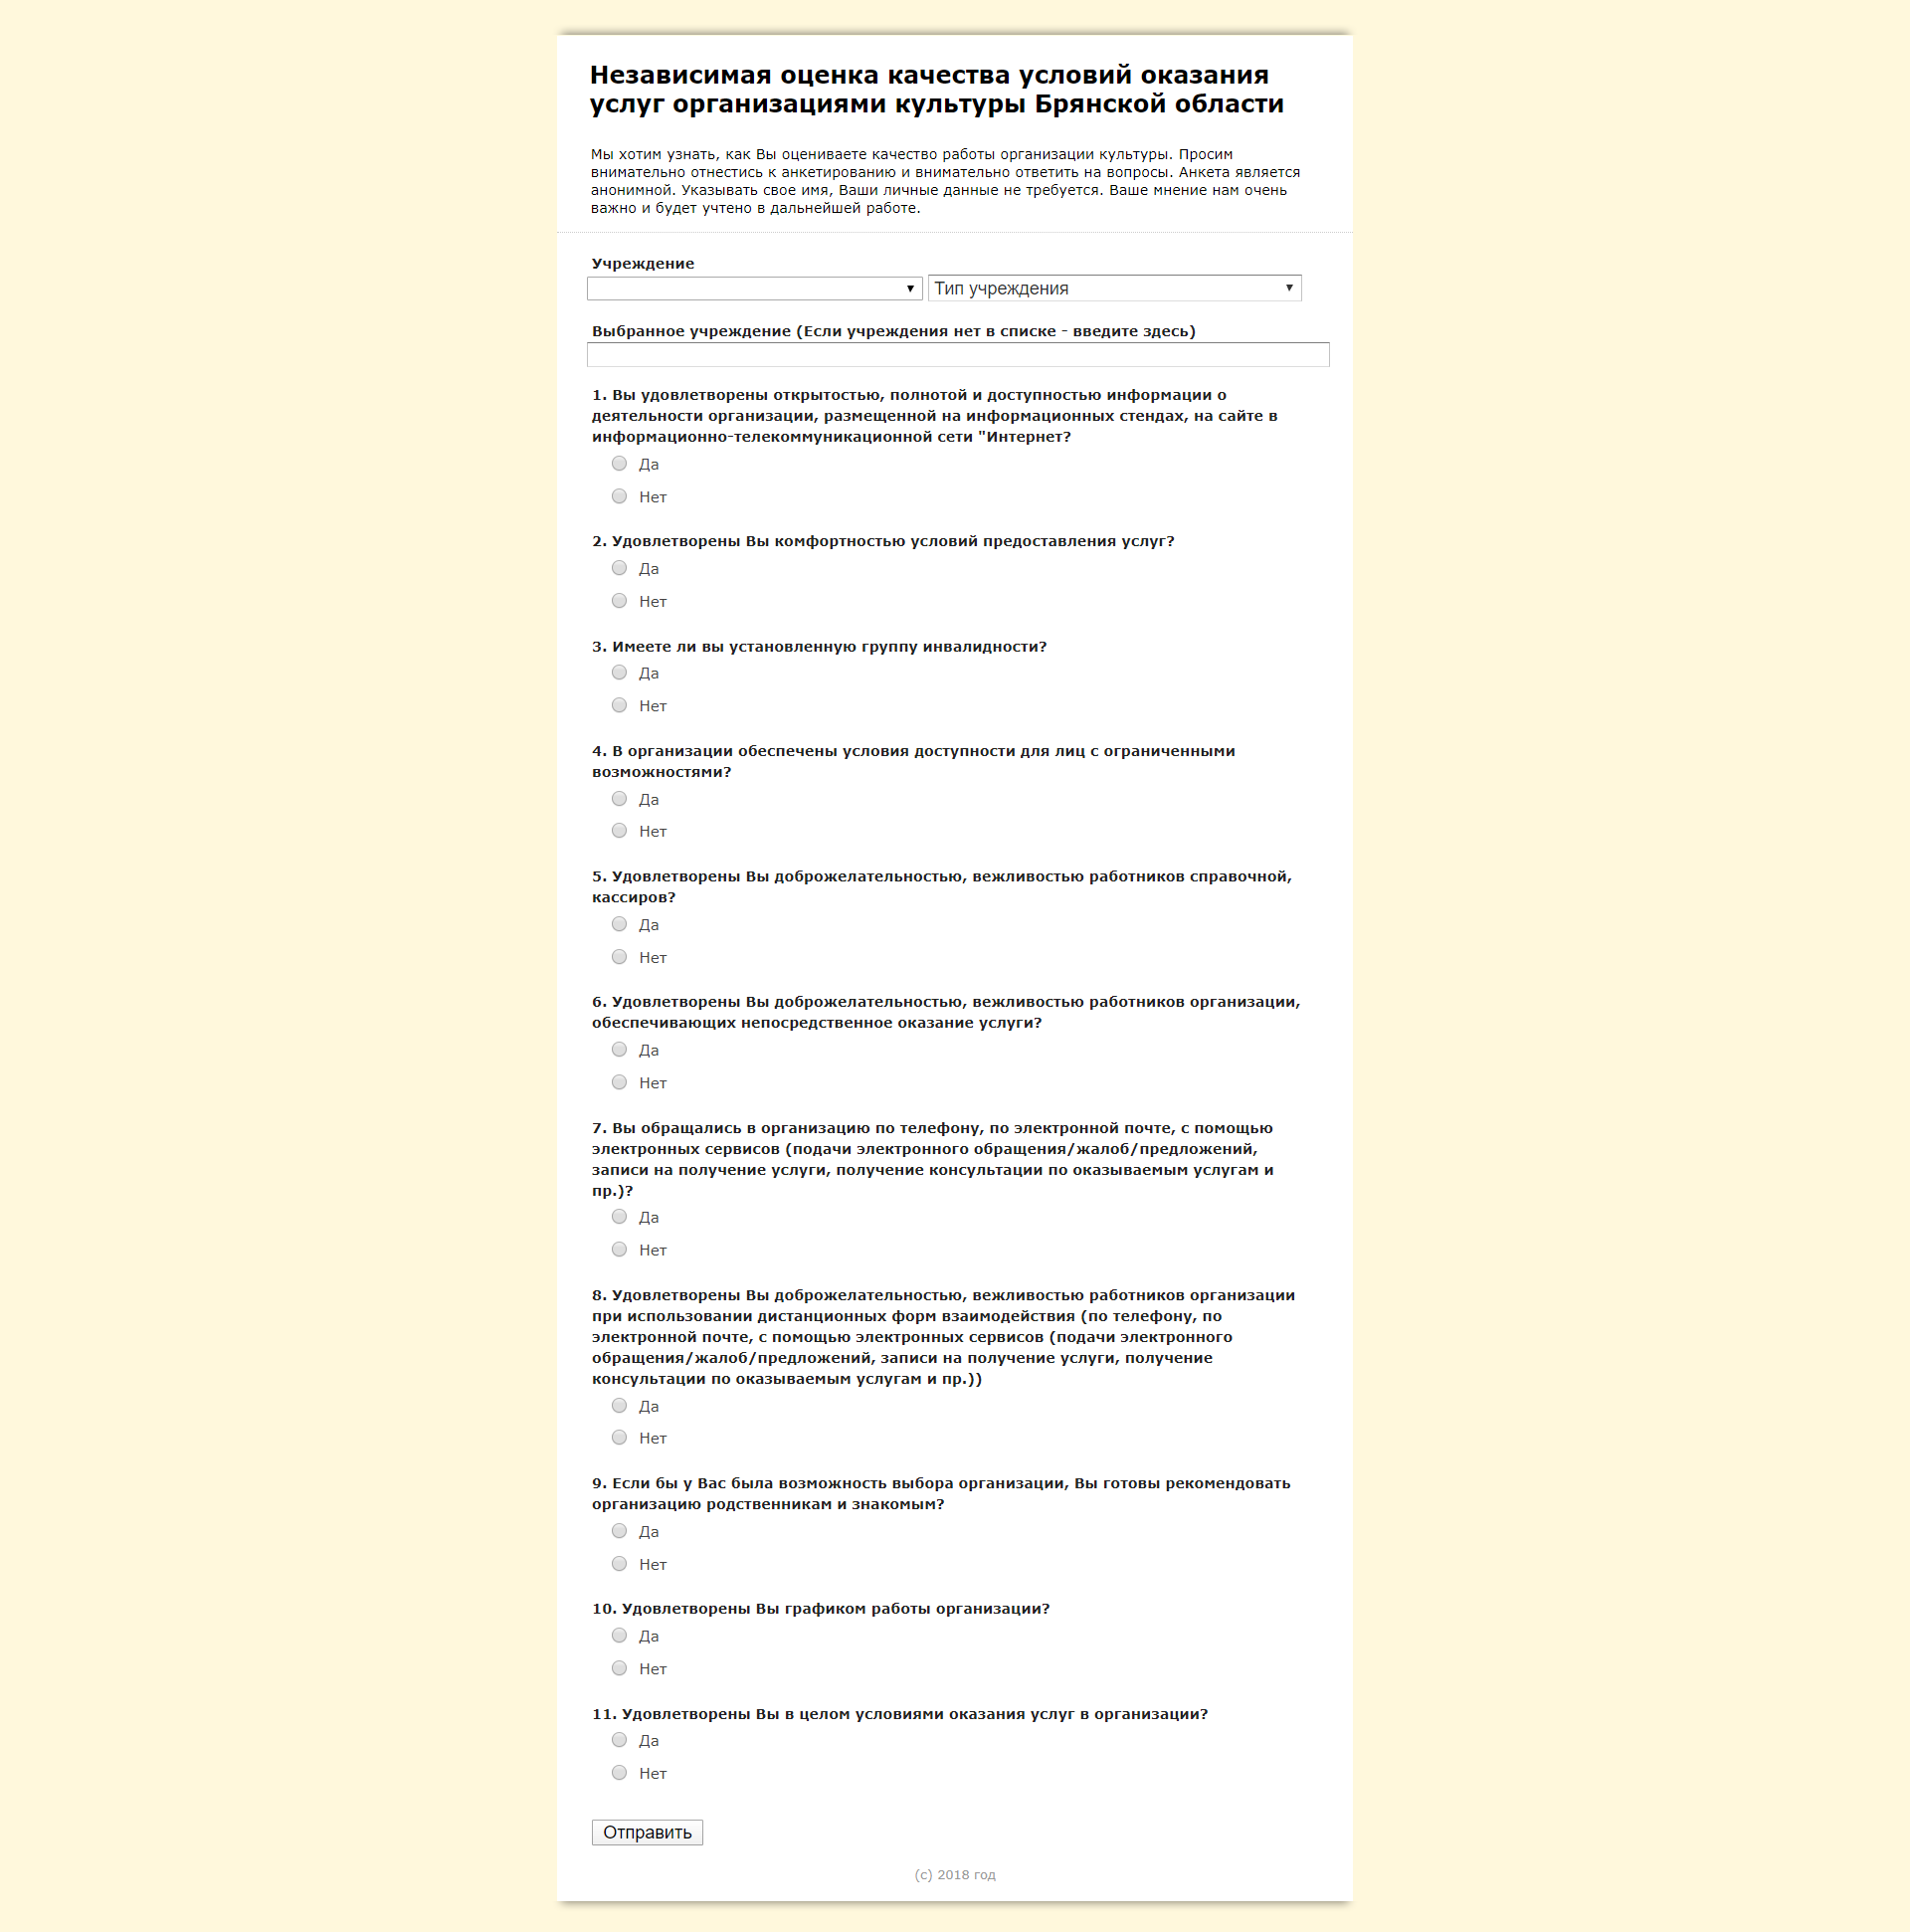 Независимая оценка качества условий оказания
услуг организациями культуры Брянской области
Мы хотим узнать, как Вы оцениваете качество работы организации культуры. Просим
внимательно отнестись к анкетированию и внимательно ответить на вопросы. Анкета является
анонимной. Указывать свое имя, Ваши личные данные не требуется. Ваше мнение нам очень
важно и будет учтено в дальнейшей работе.
Учреждение
Тип учреждения
Выбранное учреждение (Если учреждения нет в списке - введите здесь)
1. Вы удовлетворены открытостью, полнотой и доступностью информации о
деятельности организации, размещенной на информационных стендах, на сайте в
информационно-телекоммуникационной сети "Интернет?
Да
Нет
2. Удовлетворены Вы комфортностью условий предоставления услуг?
Да
Нет
3. Имеете ли вы установленную группу инвалидности?
Да
Нет
4. В организации обеспечены условия доступности для лиц с ограниченными
возможностями?
Да
Нет
5. Удовлетворены Вы доброжелательностью, вежливостью работников справочной,
кассиров?
Да
Нет
6. Удовлетворены Вы доброжелательностью, вежливостью работников организации,
обеспечивающих непосредственное оказание услуги?
Да
Нет
7. Вы обращались в организацию по телефону, по электронной почте, с помощью
электронных сервисов (подачи электронного обращения/жалоб/предложений,
записи на получение услуги, получение консультации по оказываемым услугам и
пр.)?
Да
Нет
8. Удовлетворены Вы доброжелательностью, вежливостью работников организации
при использовании дистанционных форм взаимодействия (по телефону, по
электронной почте, с помощью электронных сервисов (подачи электронного
обращения/жалоб/предложений, записи на получение услуги, получение
консультации по оказываемым услугам и пр.))
Да
Нет
9. Если бы у Вас была возможность выбора организации, Вы готовы рекомендовать
организацию родственникам и знакомым?
Да
Нет
10. Удовлетворены Вы графиком работы организации?
Да
Нет
11. Удовлетворены Вы в целом условиями оказания услуг в организации?
Да
Нет
Отправить
(с) 2018 год